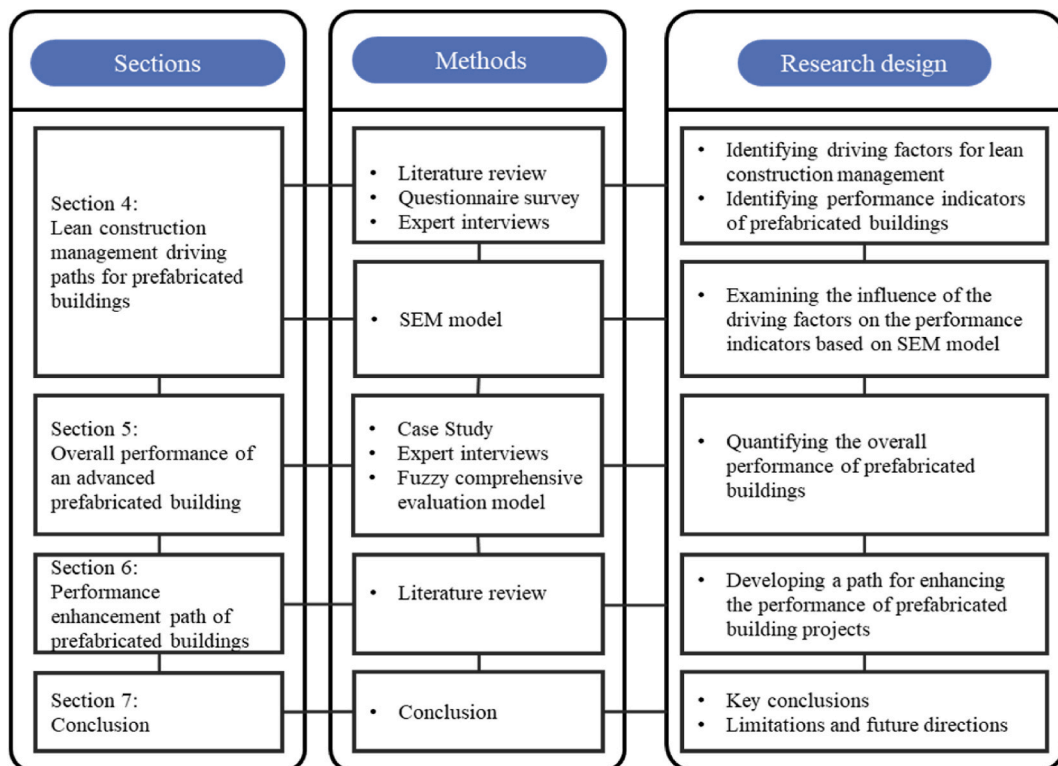 Sections
Methods
Research design
Section 4:
Lean construction
management driving
paths for prefabricated
buildings
• Literature review
• Questionnaire survey
• Expert interviews
• Identifying driving factors for lean
construction management
• Identifying performance indicators
of prefabricated buildings
• SEM model
• Examining the influence of the
driving factors on the performance
indicators based on SEM model
Section 5:
Overall performance of
an advanced
prefabricated building
• Case Study
• Expert interviews
• Fuzzy comprehensive
evaluation model
• Quantifying the overall
performance of prefabricated
buildings
Section 6:
Performance
enhancement path of
prefabricated buildings
• Literature review
• Developing a path for enhancing
the performance of prefabricated
building projects
Section 7:
Conclusion
• Conclusion
• Key conclusions
• Limitations and future directions